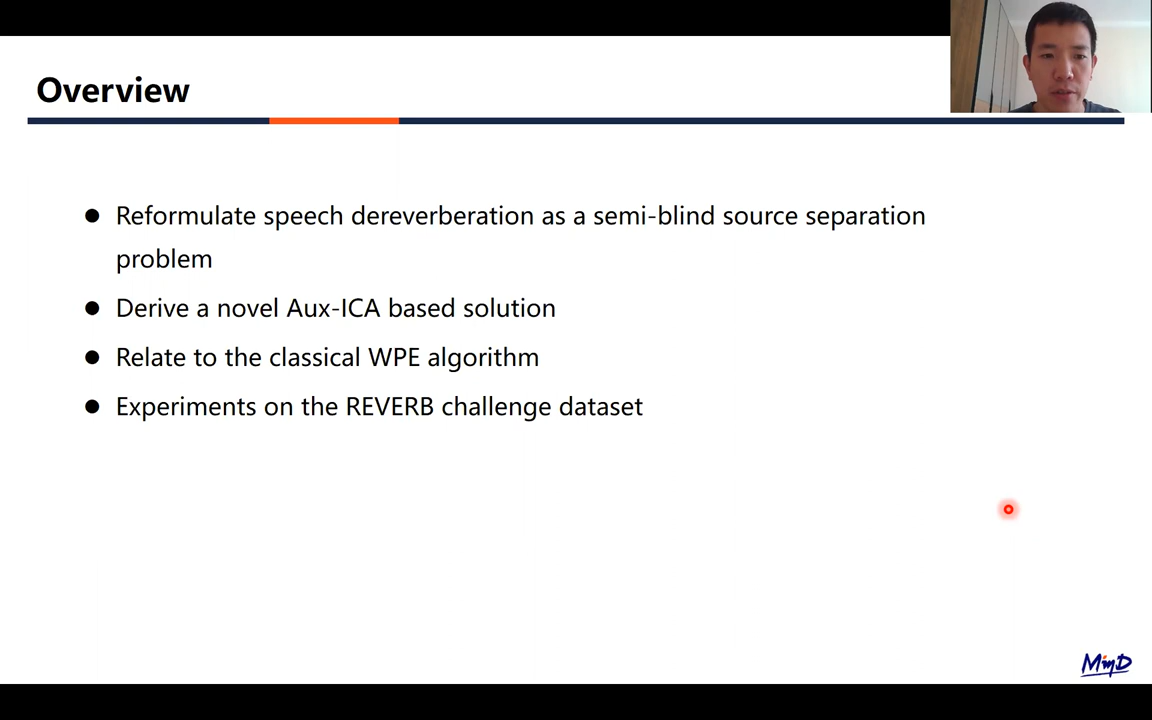 Overview
● Reformulate speech dereverberation as a semi-blind source separation
problem
● Derive a novel Aux-ICA based solution
● Relate to the classical WPE algorithm
● Experiments on the REVERB challenge dataset
MinD